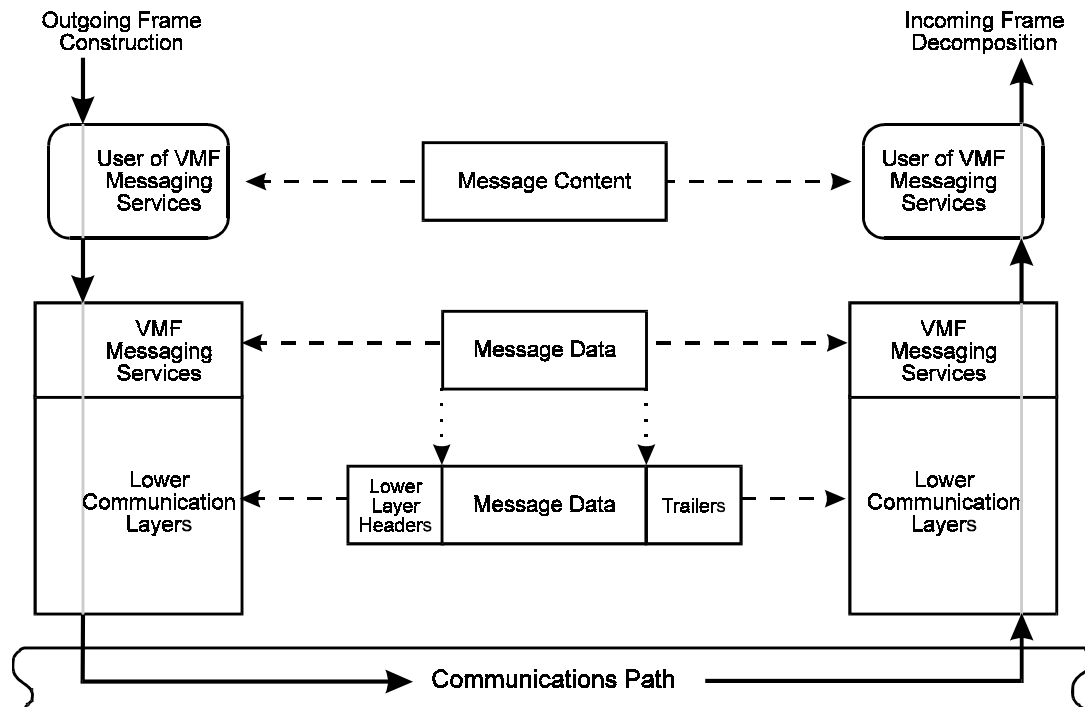 Outgoing Frame
Construction
Incoming Frame
Decomposition
User of VMF
Messaging
Services
Message Content
User of VMF
Messaging
Services
VMF
Messaging
Services
Message Data
VMF
Messaging
Services
Lower
Communication
Layers
Lower
Layer
Headers
Message Data
Trailers
Lower
Communication
Layers
Communications Path